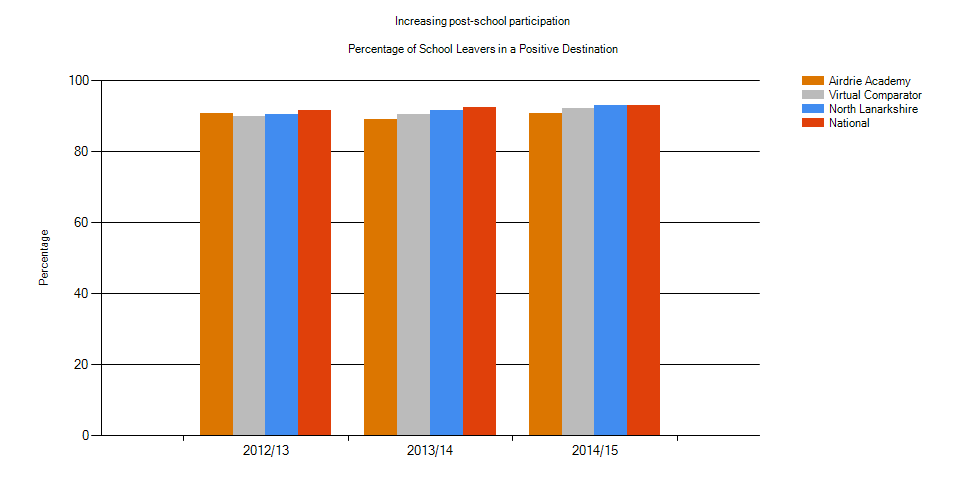 Increasing post-school participation
Percentage of School Leavers in a Positive Destination
100
80
60
40
20
0
Percentage
2012/13
2013/14
2014/15
Airdrie Academy
Virtual Comparator
North Lanarkshire
National